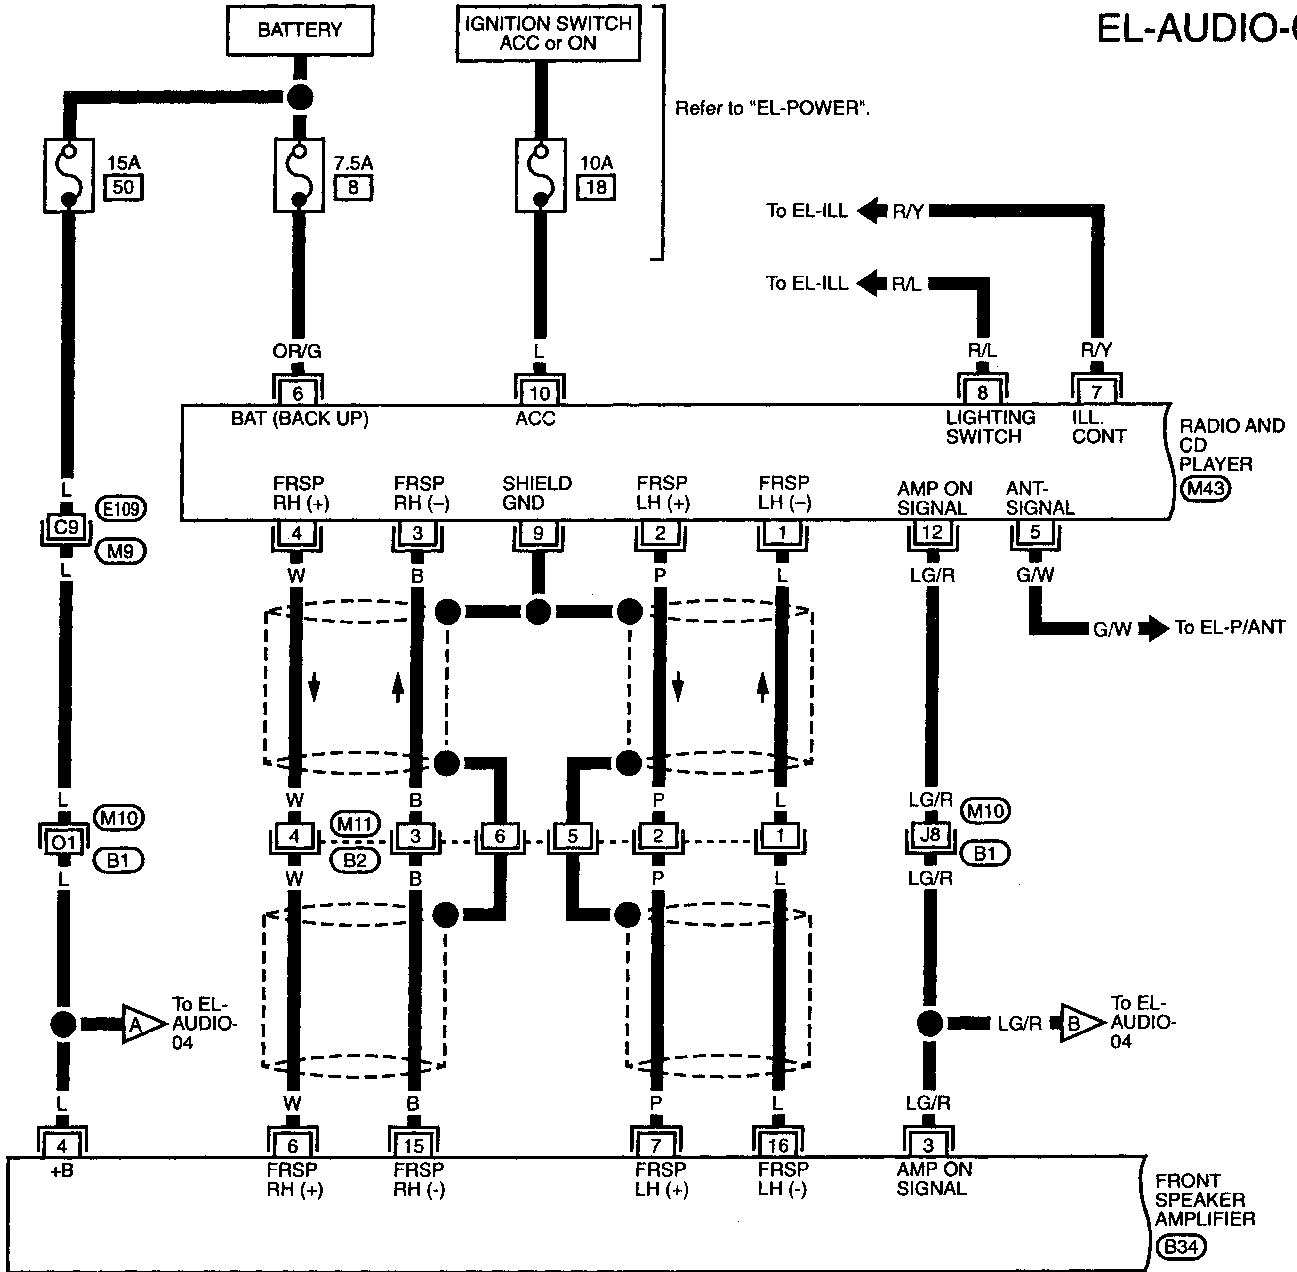 EL-AUDIO-
BATTERY
IGNITION SWITCH
ACC or ON
Refer to "EL-POWER".
15A
50
7.5A
8
10A
18
To EL-ILL
R/Y
To EL-ILL
R/L
OR/G
L
R/L
R/Y
6
10
8
7
BAT (BACK UP)
ACC
LIGHTING
SWITCH
ILL.
CONT
RADIO AND
CD
PLAYER
M43
FRSP
RH (+)
FRSP
RH (–)
SHIELD
GND
FRSP
LH (+)
FRSP
LH (–)
AMP ON
SIGNAL
ANT-
SIGNAL
4
3
9
2
1
12
5
L
E109
C9
M9
L
W
B
P
L
LG/R
G/W
G/W
To EL-P/ANT
L
W
B
P
L
LG/R
M10
O1
B1
4
M11
B2
3
6
5
2
1
J8
M10
B1
L
W
B
P
L
LG/R
A
To EL-
AUDIO-
04
LG/R
B
To EL-
AUDIO-
04
L
W
B
P
L
LG/R
4
6
15
7
16
3
+B
FRSP
RH (+)
FRSP
RH (-)
FRSP
LH (+)
FRSP
LH (-)
AMP ON
SIGNAL
FRONT
SPEAKER
AMPLIFIER
B34